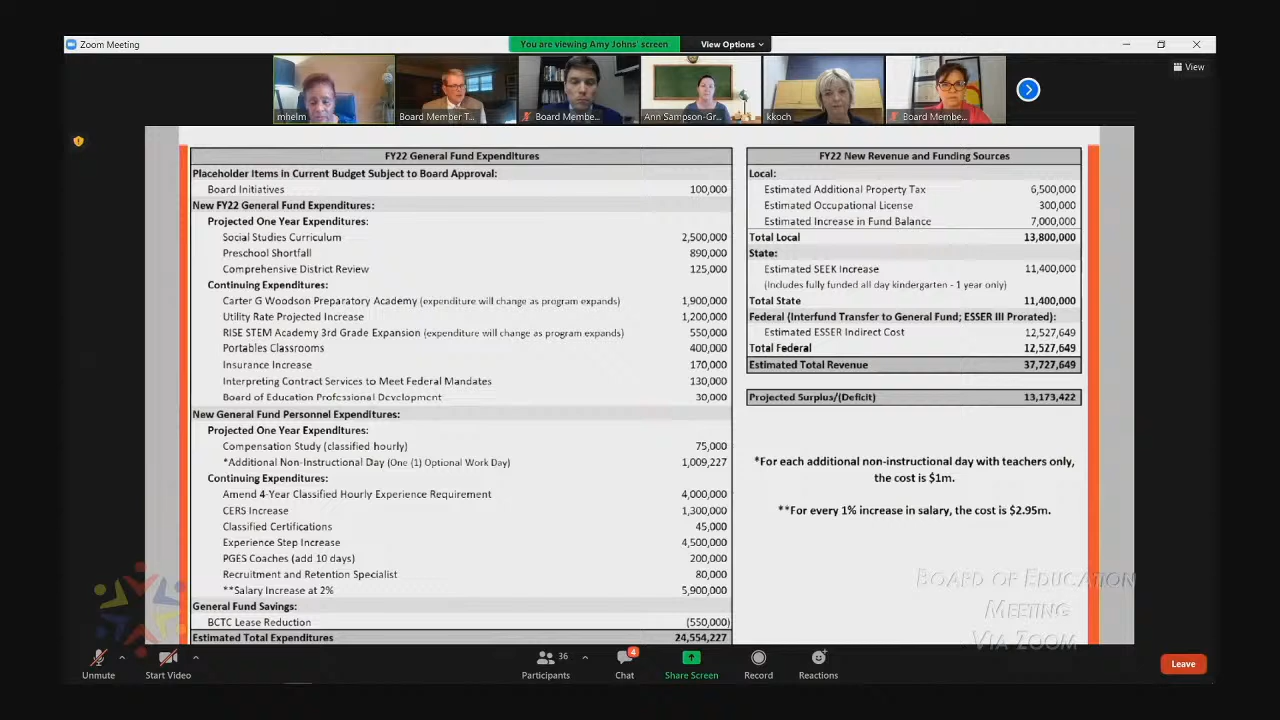 Zoom Meeting
You are viewing Amy Johns' screen
View Options
View
mhelm
Board Member T...
Board Membe...
Ann Sampson-Gr...
kkoch
Board Membe...
FY22 General Fund Expenditures
Placeholder Items in Current Budget Subject to Board Approval:
Board Initiatives 100,000
New FY22 General Fund Expenditures:
Projected One Year Expenditures:
Social Studies Curriculum 2,500,000
Preschool Shortfall 890,000
Comprehensive District Review 125,000
Continuing Expenditures:
Carter G Woodson Preparatory Academy (expenditure will change as program expands) 1,900,000
Utility Rate Projected Increase 1,200,000
RISE STEM Academy 3rd Grade Expansion (expenditure will change as program expands) 550,000
Portables Classrooms 400,000
Insurance Increase 170,000
Interpreting Contract Services to Meet Federal Mandates 130,000
Board of Education Professional Development 30,000
New General Fund Personnel Expenditures:
Projected One Year Expenditures:
Compensation Study (classified hourly) 75,000
*Additional Non-Instructional Day (One (1) Optional Work Day) 1,009,227
Continuing Expenditures:
Amend 4-Year Classified Hourly Experience Requirement 4,000,000
CERS Increase 1,300,000
Classified Certifications 45,000
Experience Step Increase 4,500,000
PGES Coaches (add 10 days) 200,000
Recruitment and Retention Specialist 80,000
**Salary Increase at 2% 5,900,000
General Fund Savings:
BCTC Lease Reduction (550,000)
Estimated Total Expenditures 24,554,227
FY22 New Revenue and Funding Sources
Local:
Estimated Additional Property Tax 6,500,000
Estimated Occupational License 300,000
Estimated Increase in Fund Balance 7,000,000
Total Local 13,800,000
State:
Estimated SEEK Increase 11,400,000
(Includes fully funded all day kindergarten - 1 year only)
Total State 11,400,000
Federal (Interfund Transfer to General Fund; ESSER III Prorated):
Estimated ESSER Indirect Cost 12,527,649
Total Federal 12,527,649
Estimated Total Revenue 37,727,649
Projected Surplus/(Deficit) 13,173,422
*For each additional non-instructional day with teachers only,
the cost is $1m.
**For every 1% increase in salary, the cost is $2.95m.
Board of Education
Meeting
Via Zoom
Unmute
Start Video
36
Participants
4
Chat
Share Screen
Record
Reactions
Leave